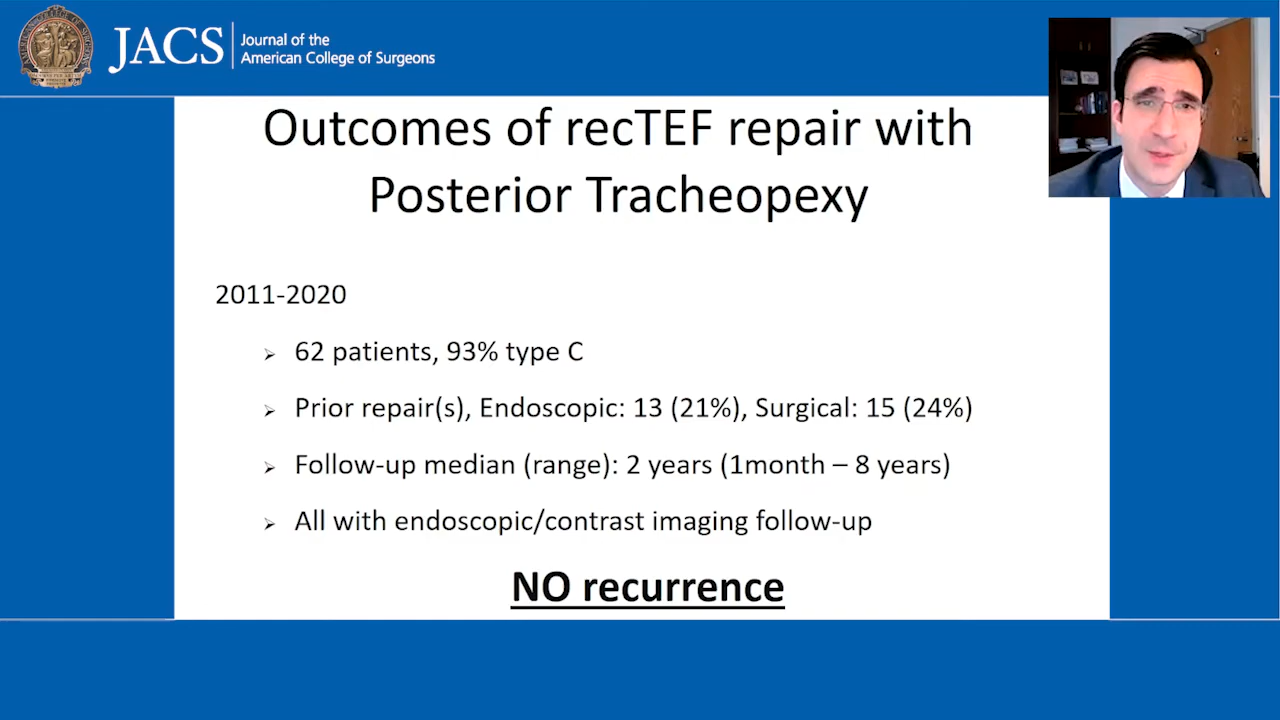 JACS
Journal of the
American College of Surgeons
Outcomes of recTEF repair with
Posterior Tracheopexy
2011-2020
➢ 62 patients, 93% type C
➢ Prior repair(s), Endoscopic: 13 (21%), Surgical: 15 (24%)
➢ Follow-up median (range): 2 years (1month – 8 years)
➢ All with endoscopic/contrast imaging follow-up
NO recurrence